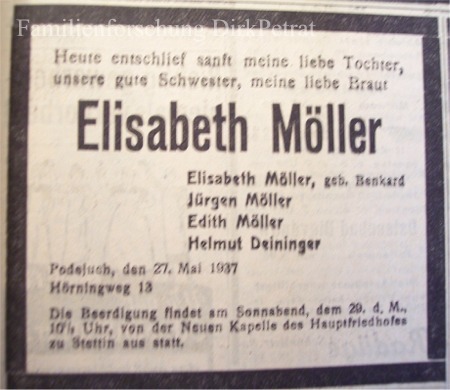 Familienforschung DirkPetrat
Heute entschlief sanft meine liebe Tochter,
unsere gute Schwester, meine liebe Braut
Elisabeth Möller
Elisabeth Möller, geb. Benkard
Jürgen Möller
Edith Möller
Helmut Deininger
Podejuch, den 27. Mai 1937
Hörningweg 13
Die Beerdigung findet am Sonnabend, dem 29. d. M.,
Uhr, von der Neuen Kapelle des Hauptfriedhofes
zu Stettin aus statt.